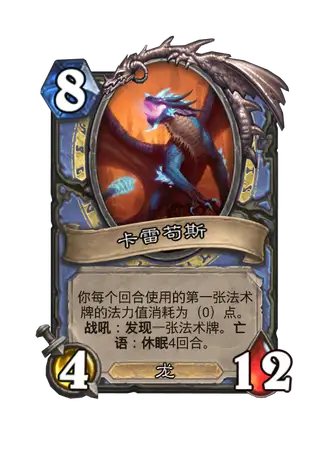 8
卡雷苟斯
你每个回合使用的第一张法术
牌的法力值消耗为（0）点。
战吼：发现一张法术牌。亡
语：休眠4回合。
4
龙
12